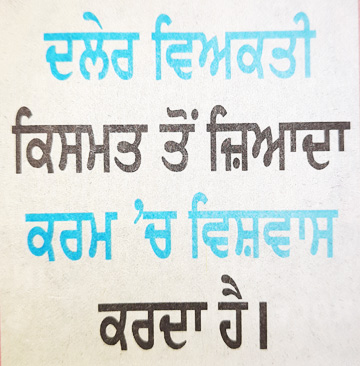 ਦਲੇਰ ਵਿਅਕਤੀ
ਕਿਸਮਤ ਤੋਂ ਜ਼ਿਆਦਾ
ਕਰਮ ’ਚ ਵਿਸ਼ਵਾਸ
ਕਰਦਾ ਹੈ।